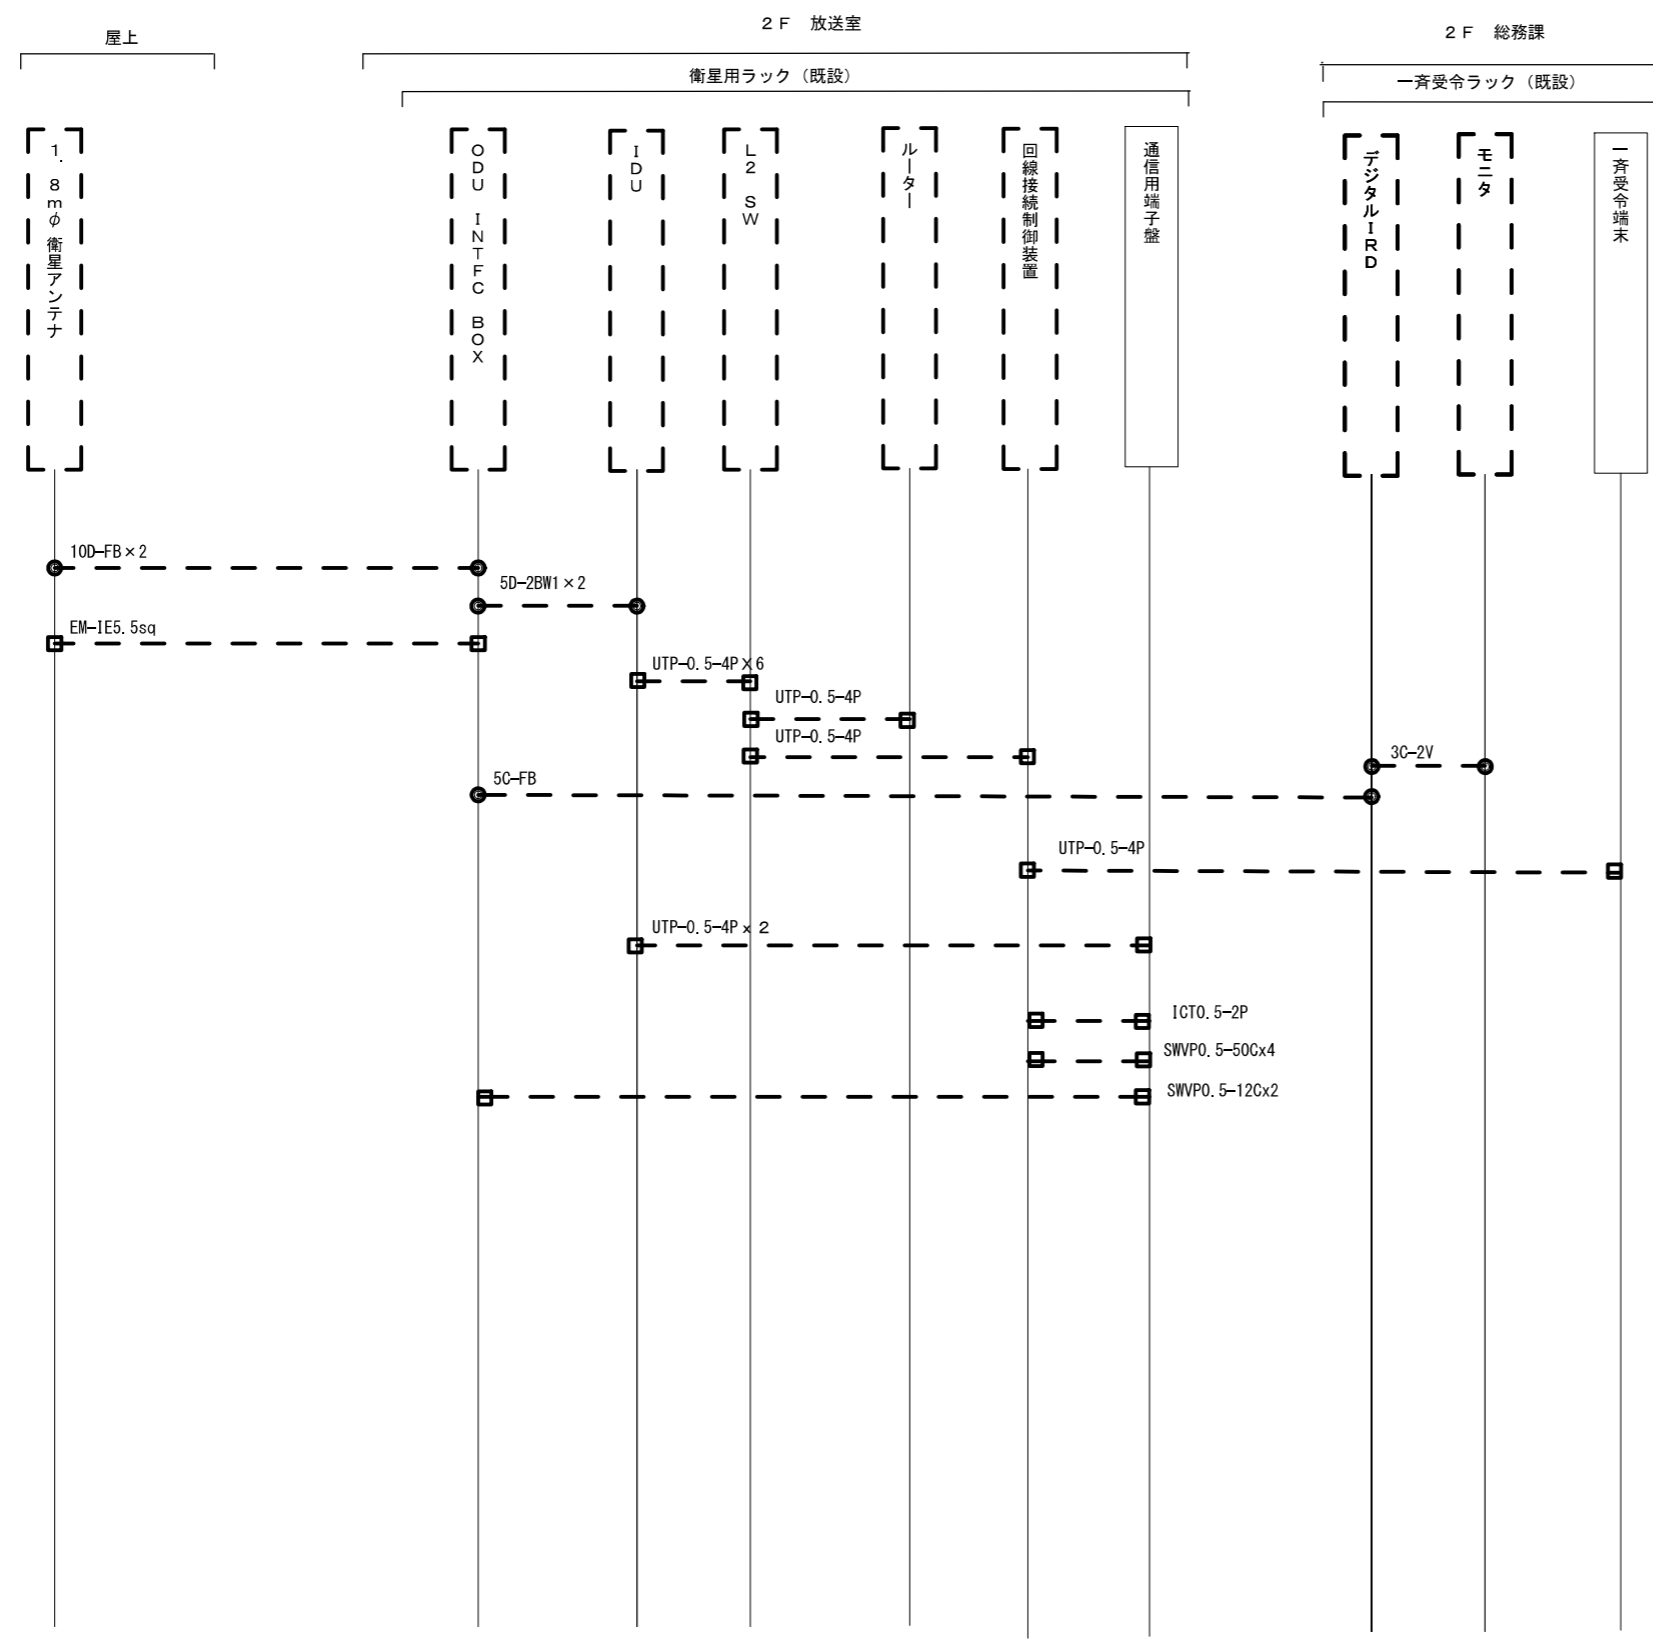 屋上
２Ｆ　放送室
２Ｆ　総務課
衛星用ラック（既設）
一斉受令ラック（既設）
１．８ｍφ 衛星アンテナ
ＯＤＵ　ＩＮＴＦＣ　ＢＯＸ
ＩＤＵ
Ｌ２　ＳＷ
ルーター
回線接続制御装置
通信用端子盤
デジタルＩＲＤ
モニタ
一斉受令端末
10D-FB×2
5D-2BW1×2
EM-IE5.5sq
UTP-0.5-4P×6
UTP-0.5-4P
UTP-0.5-4P
3C-2V
5C-FB
UTP-0.5-4P
UTP-0.5-4P×２
ICT0.5-2P
SWVP0.5-50Cx4
SWVP0.5-12Cx2